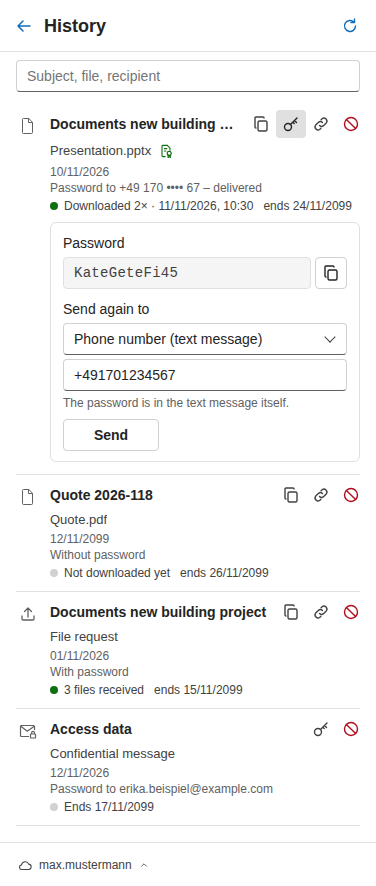 History
Subject, file, recipient
Documents new building …
Presentation.pptx
10/11/2026
Password to +49 170 •••• 67 – delivered
Downloaded 2× · 11/11/2026, 10:30 ends 24/11/2099
Password
KateGeteFi45
Send again to
Phone number (text message)
+491701234567
The password is in the text message itself.
Send
Quote 2026-118
Quote.pdf
12/11/2099
Without password
Not downloaded yet ends 26/11/2099
Documents new building project
File request
01/11/2026
With password
3 files received ends 15/11/2099
Access data
Confidential message
12/11/2026
Password to erika.beispiel@example.com
Ends 17/11/2099
max.mustermann